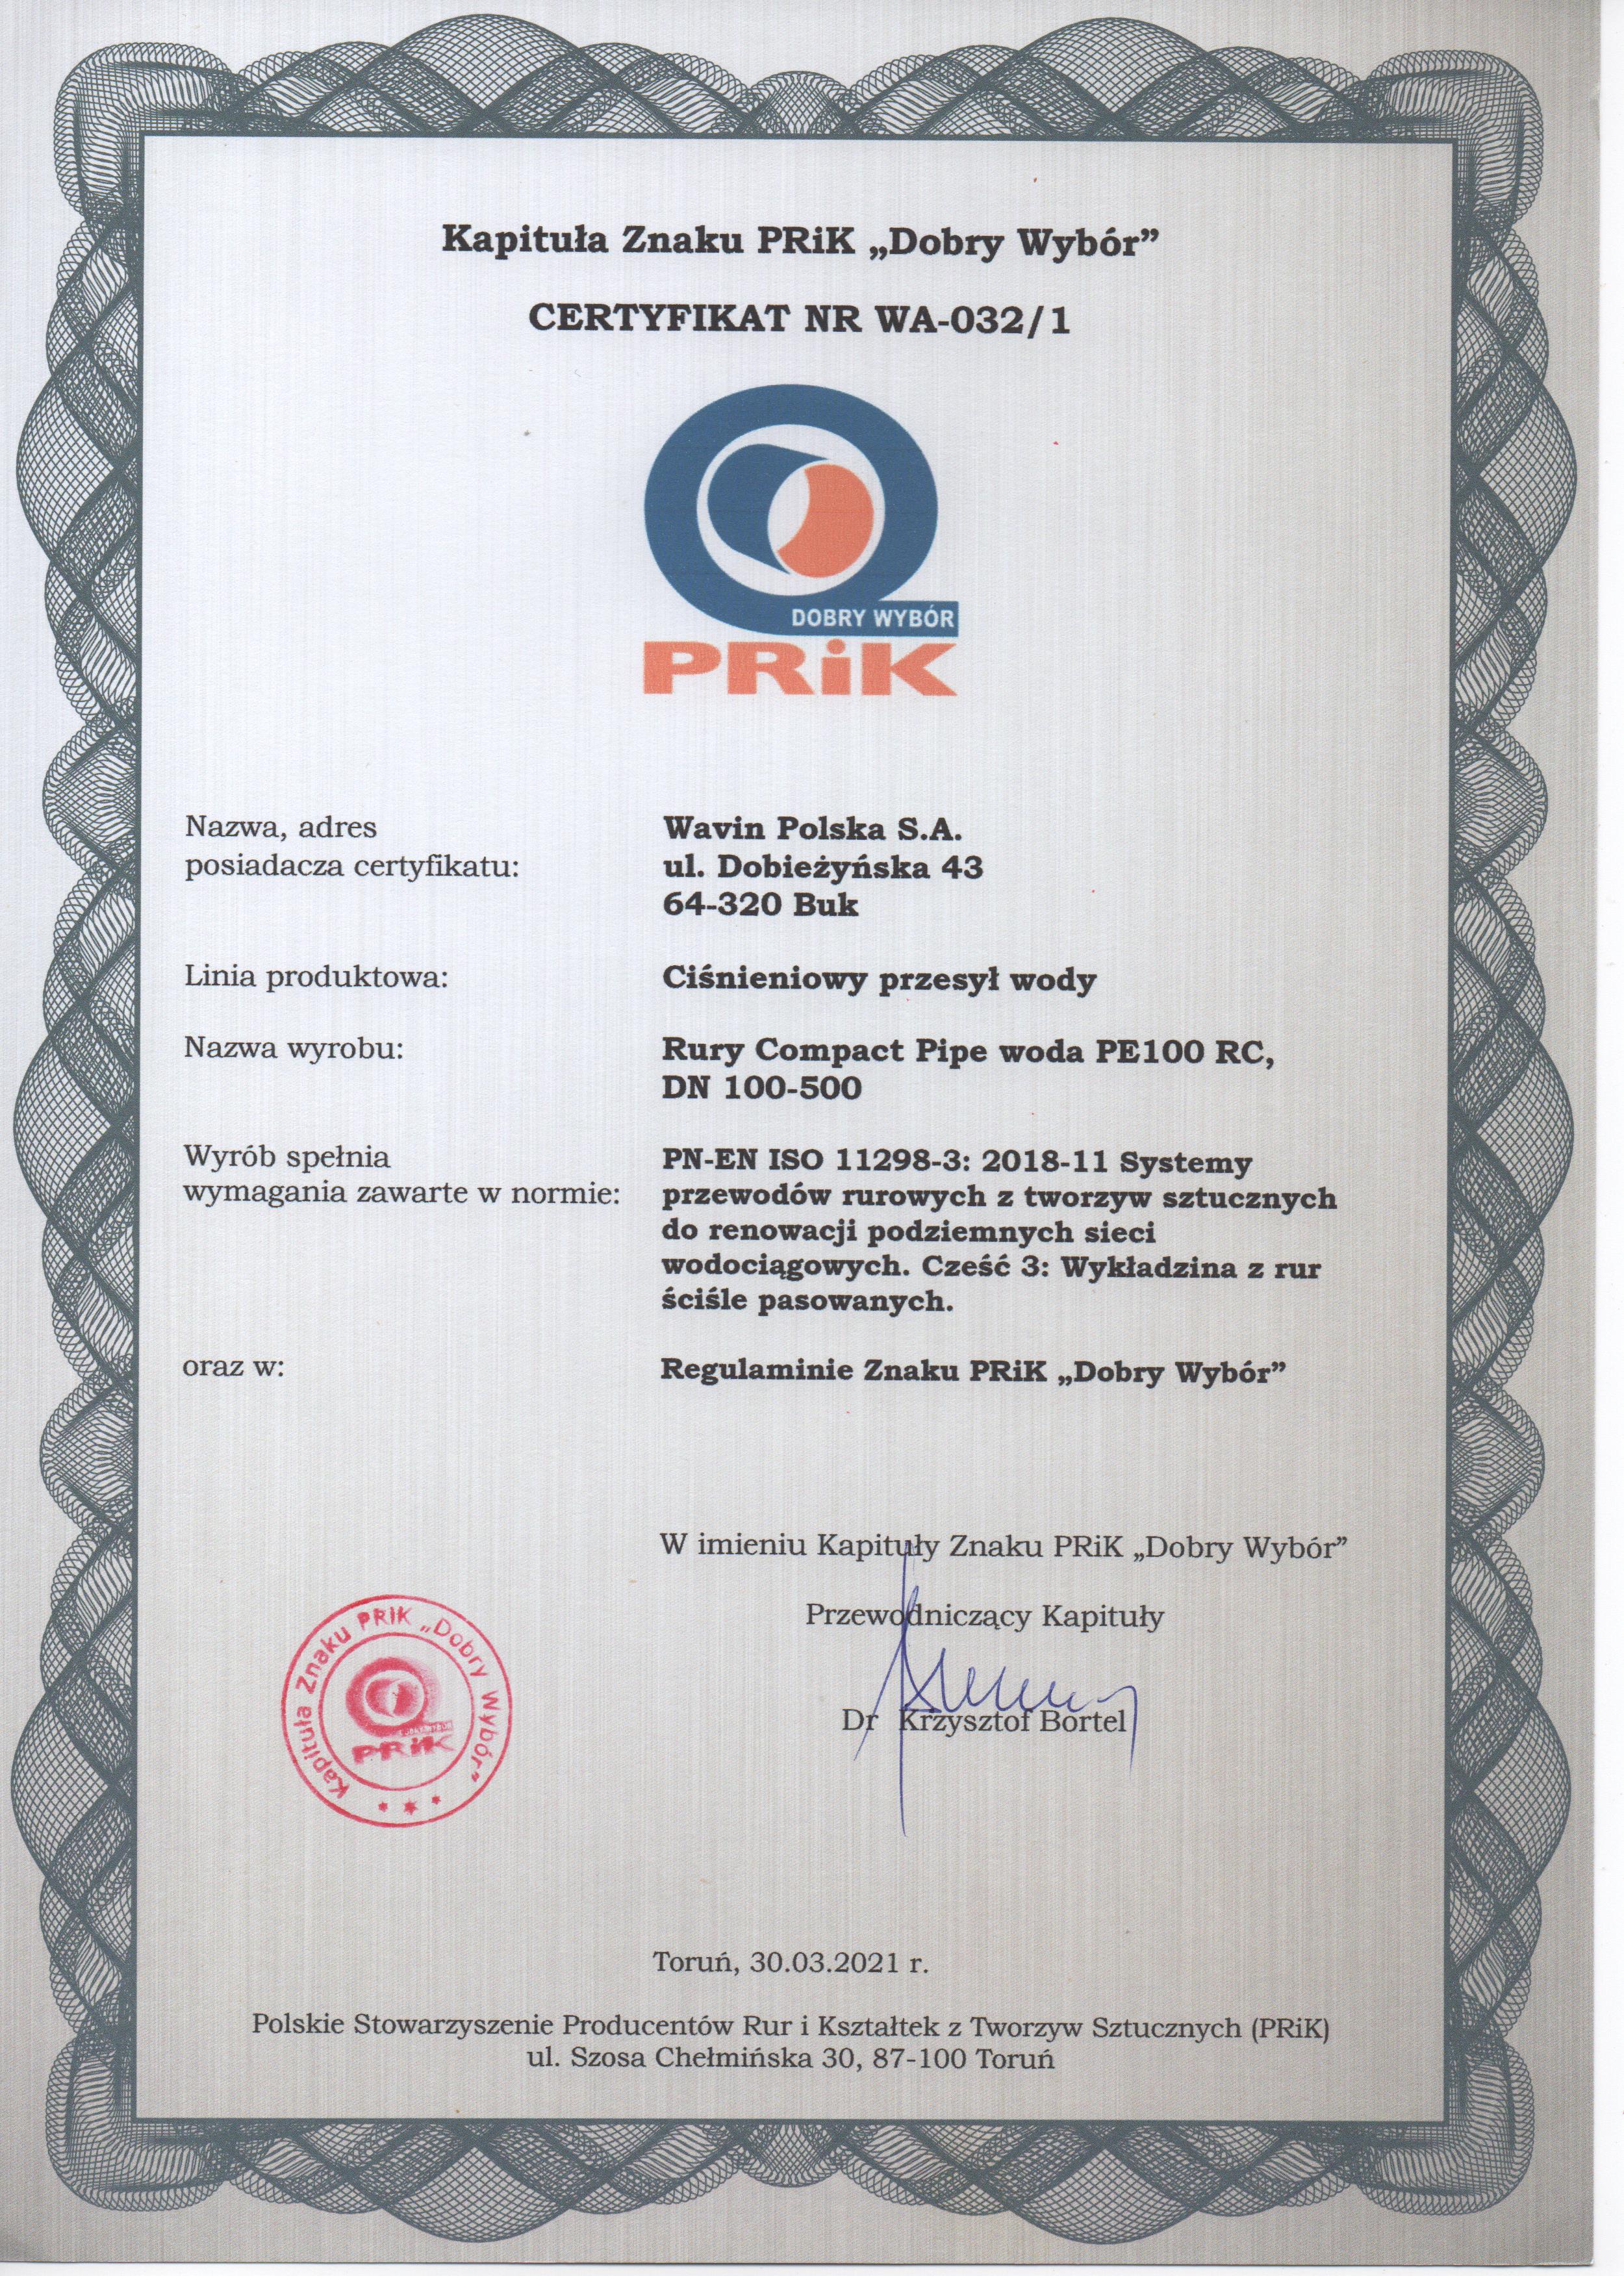 Kapituła Znaku PRiK „Dobry Wybór”
CERTYFIKAT NR WA-032/1
DOBRY WYBÓR
PRiK
Nazwa, adres
posiadacza certyfikatu:
Wavin Polska S.A.
ul. Dobieżyńska 43
64-320 Buk
Linia produktowa:
Ciśnieniowy przesył wody
Nazwa wyrobu:
Rury Compact Pipe woda PE100 RC,
DN 100-500
Wyrób spełnia
wymagania zawarte w normie:
PN-EN ISO 11298-3: 2018-11 Systemy
przewodów rurowych z tworzyw sztucznych
do renowacji podziemnych sieci
wodociągowych. Cześć 3: Wykładzina z rur
ściśle pasowanych.
oraz w:
Regulaminie Znaku PRiK „Dobry Wybór”
W imieniu Kapituły Znaku PRiK „Dobry Wybór”
Przewodniczący Kapituły
Dr Krzysztof Bortel
Kapituła Znaku PRiK „Dobry Wybór”
PRiK
Toruń, 30.03.2021 r.
Polskie Stowarzyszenie Producentów Rur i Kształtek z Tworzyw Sztucznych (PRiK)
ul. Szosa Chełmińska 30, 87-100 Toruń